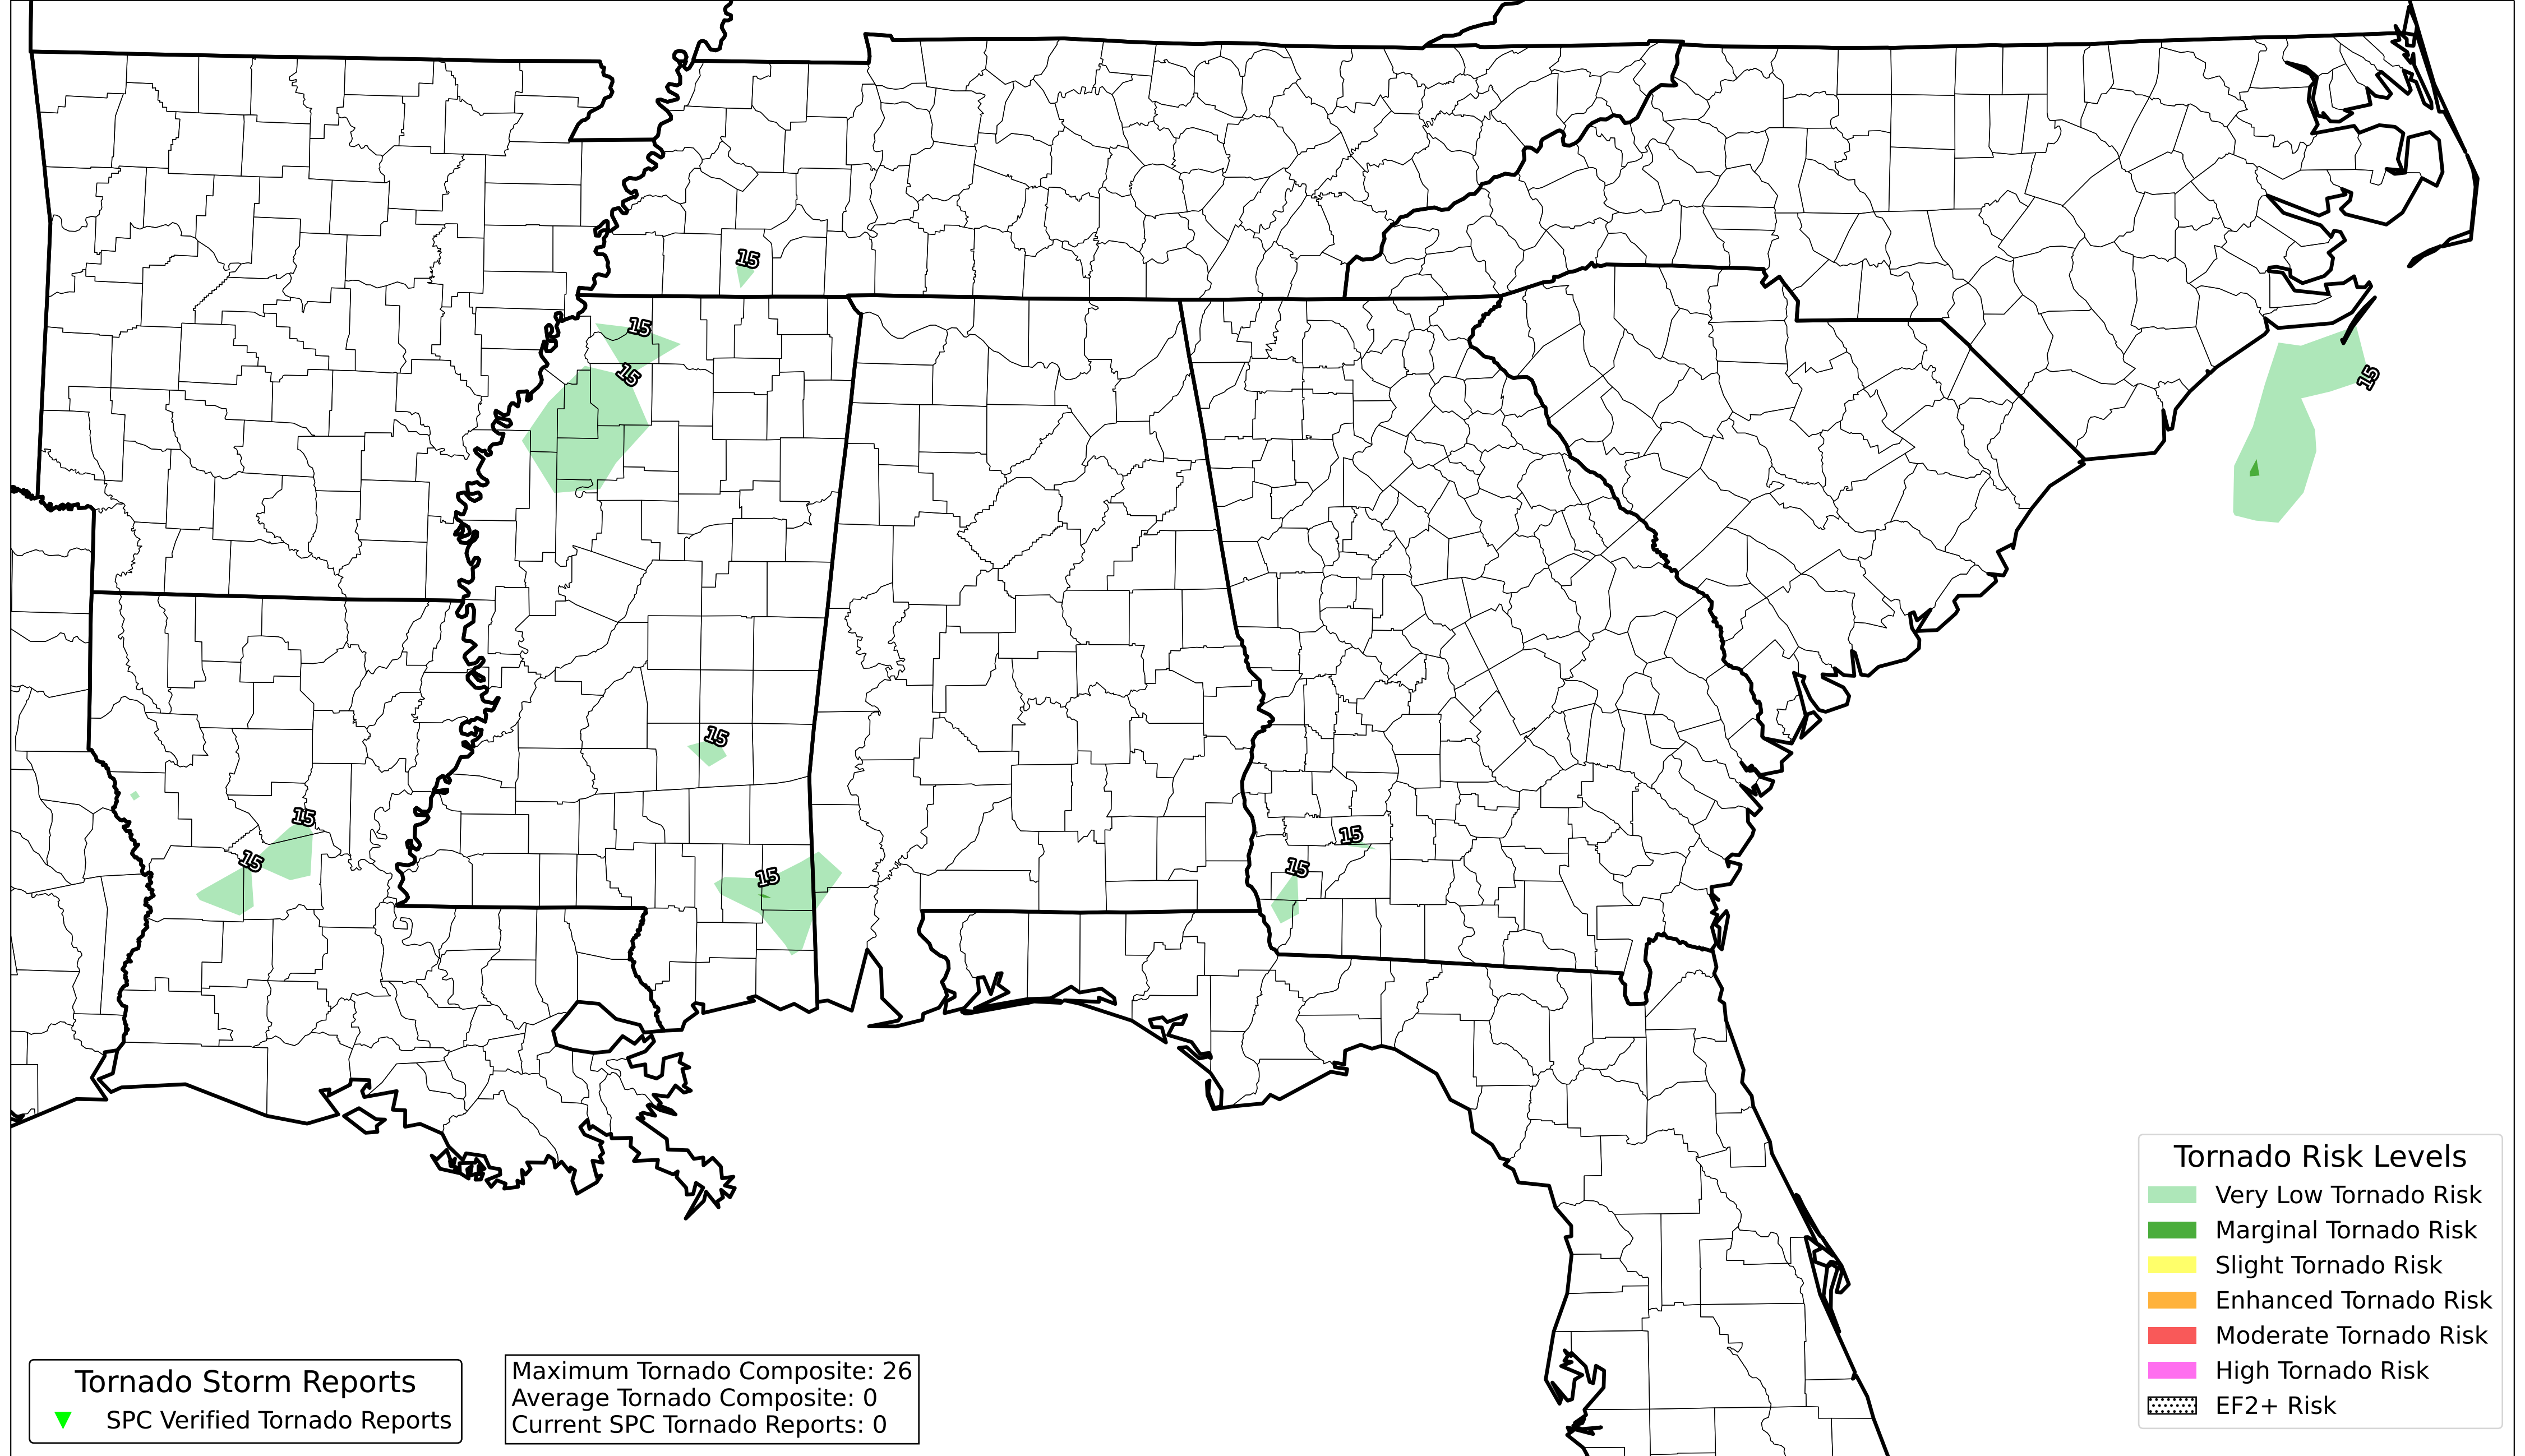 15
15
15
15
15
15
15
15
15
15
Tornado Risk Levels
Very Low Tornado Risk
Marginal Tornado Risk
Slight Tornado Risk
Enhanced Tornado Risk
Moderate Tornado Risk
High Tornado Risk
EF2+ Risk
Tornado Storm Reports
SPC Verified Tornado Reports
Maximum Tornado Composite: 26
Average Tornado Composite: 0
Current SPC Tornado Reports: 0